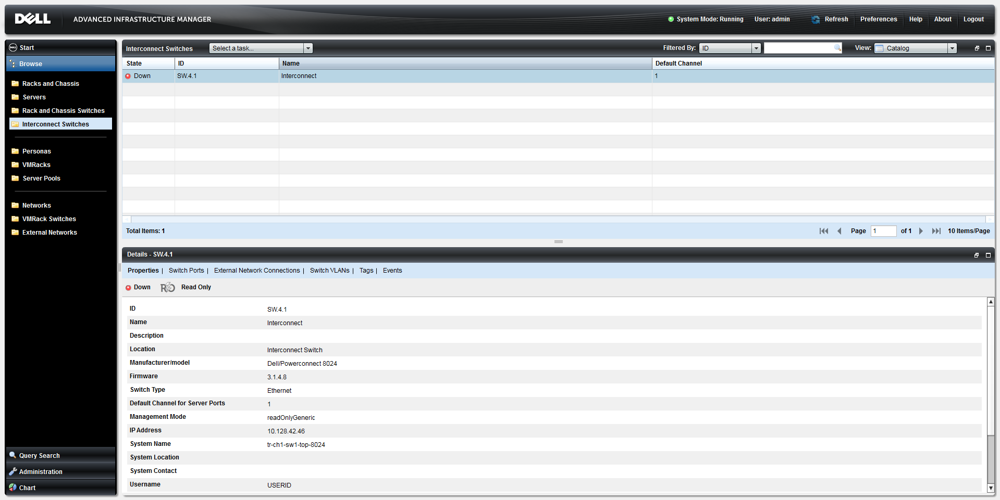 DELL
ADVANCED INFRASTRUCTURE MANAGER
System Mode: Running User: admin Refresh Preferences Help About Logout
Start
Browse
Racks and Chassis
Servers
Rack and Chassis Switches
Interconnect Switches
Personas
VMRacks
Server Pools
Networks
VMRack Switches
External Networks
Query Search
Administration
Chart
Interconnect Switches Select a task... Filtered By: ID View: Catalog
State ID Name Default Channel
Down SW.4.1 Interconnect 1
Total Items: 1 Page 1 of 1 10 Items/Page
Details - SW.4.1
Properties | Switch Ports | External Network Connections | Switch VLANs | Tags | Events
Down RO Read Only
ID SW.4.1
Name Interconnect
Description
Location Interconnect Switch
Manufacturer/model Dell/Powerconnect 8024
Firmware 3.1.4.8
Switch Type Ethernet
Default Channel for Server Ports 1
Management Mode readOnlyGeneric
IP Address 10.128.42.46
System Name tr-ch1-sw1-top-8024
System Location
System Contact
Username USERID